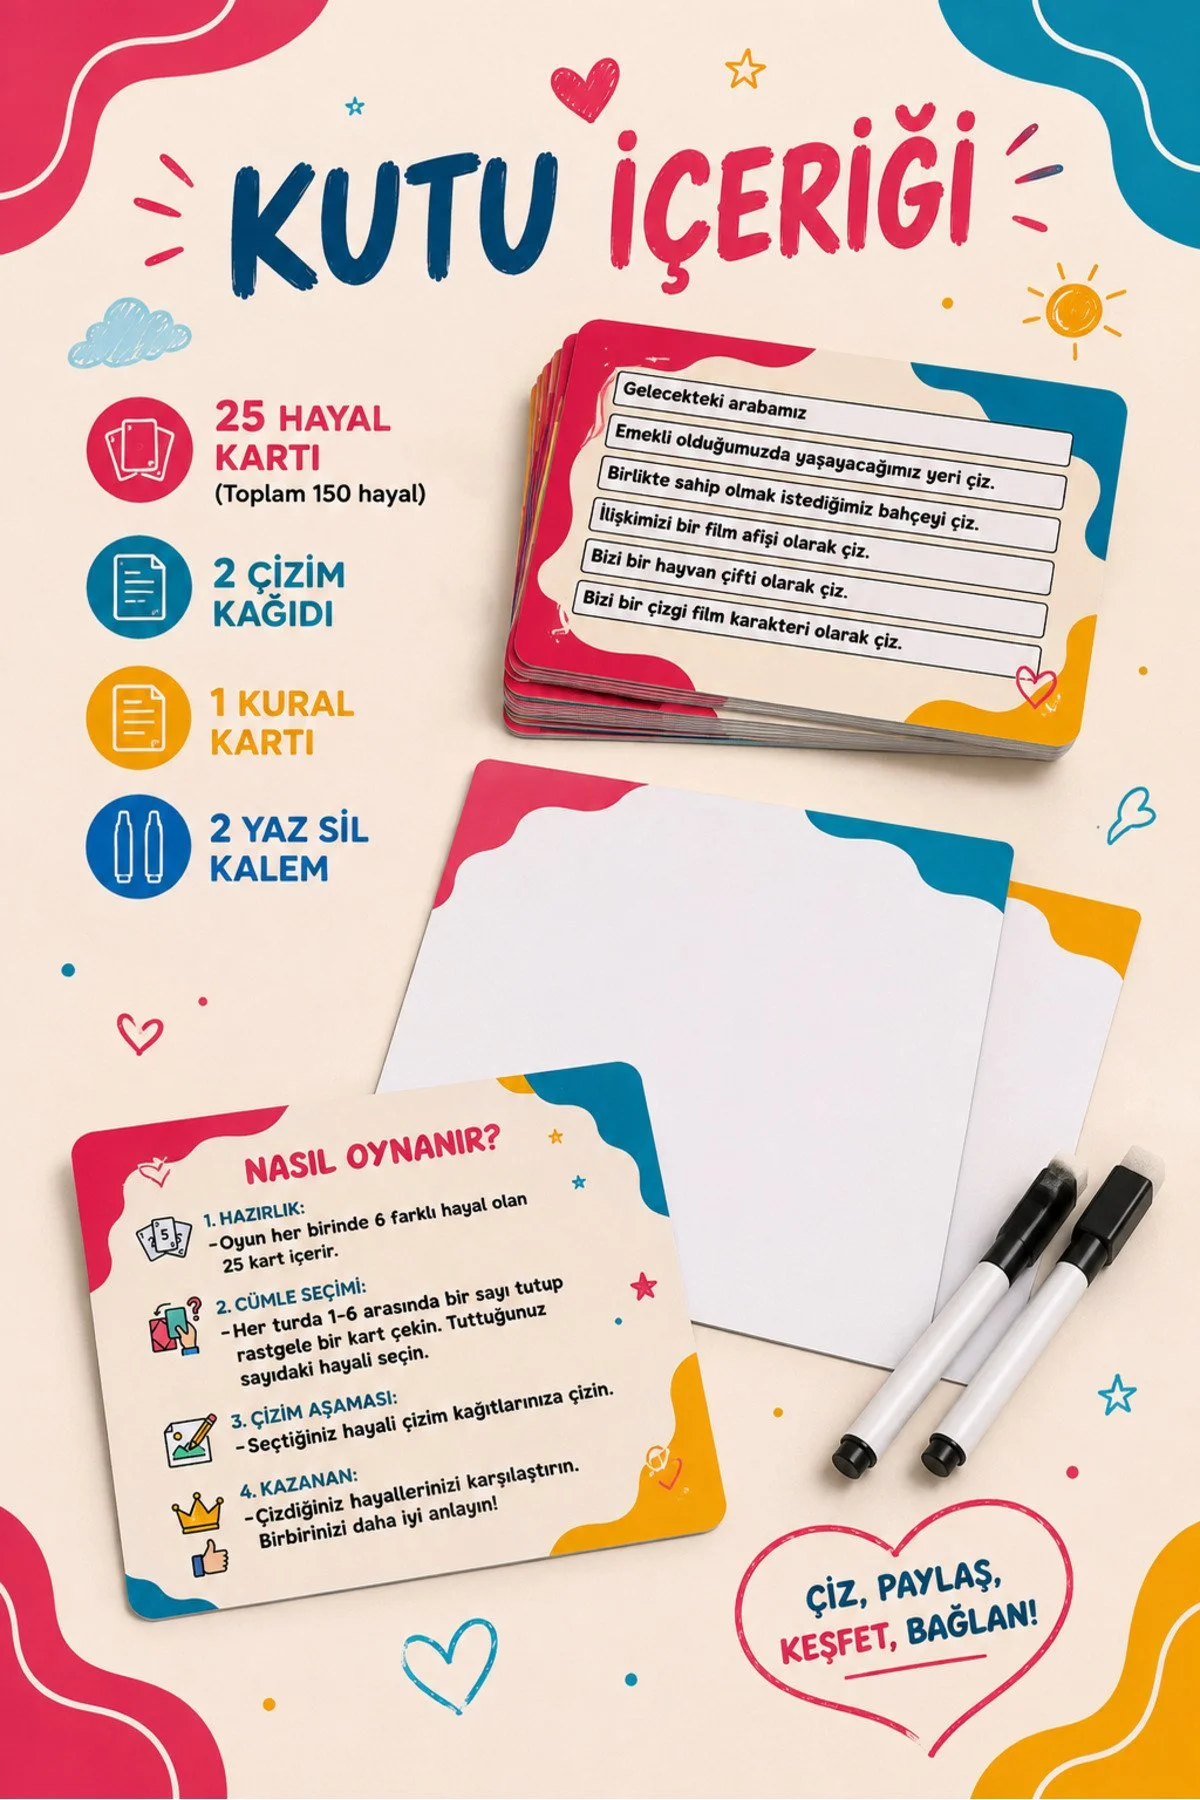 KUTU İÇERİĞİ
25 HAYAL
KARTI
(Toplam 150 hayal)
2 ÇİZİM
KAĞIDI
1 KURAL
KARTI
2 YAZ SİL
KALEM
Gelecekteki arabamız
Emekli olduğumuzda yaşayacağımız yeri çiz.
Birlikte sahip olmak istediğimiz bahçeyi çiz.
İlişkimizi bir film afişi olarak çiz.
Bizi bir hayvan çifti olarak çiz.
Bizi bir çizgi film karakteri olarak çiz.
NASIL OYNANIR?
1. HAZIRLIK:
-Oyun her birinde 6 farklı hayal olan
25 kart içerir.
2. CÜMLE SEÇİMİ:
-Her turda 1-6 arasında bir sayı tutup
rastgele bir kart çekin. Tuttuğunuz
sayıdaki hayali seçin.
3. ÇİZİM AŞAMASI:
-Seçtiğiniz hayali çizim kağıtlarınıza çizin.
4. KAZANAN:
-Çizdiğiniz hayallerinizi karşılaştırın.
Birbirinizi daha iyi anlayın!
ÇİZ, PAYLAŞ,
KEŞFET, BAĞLAN!